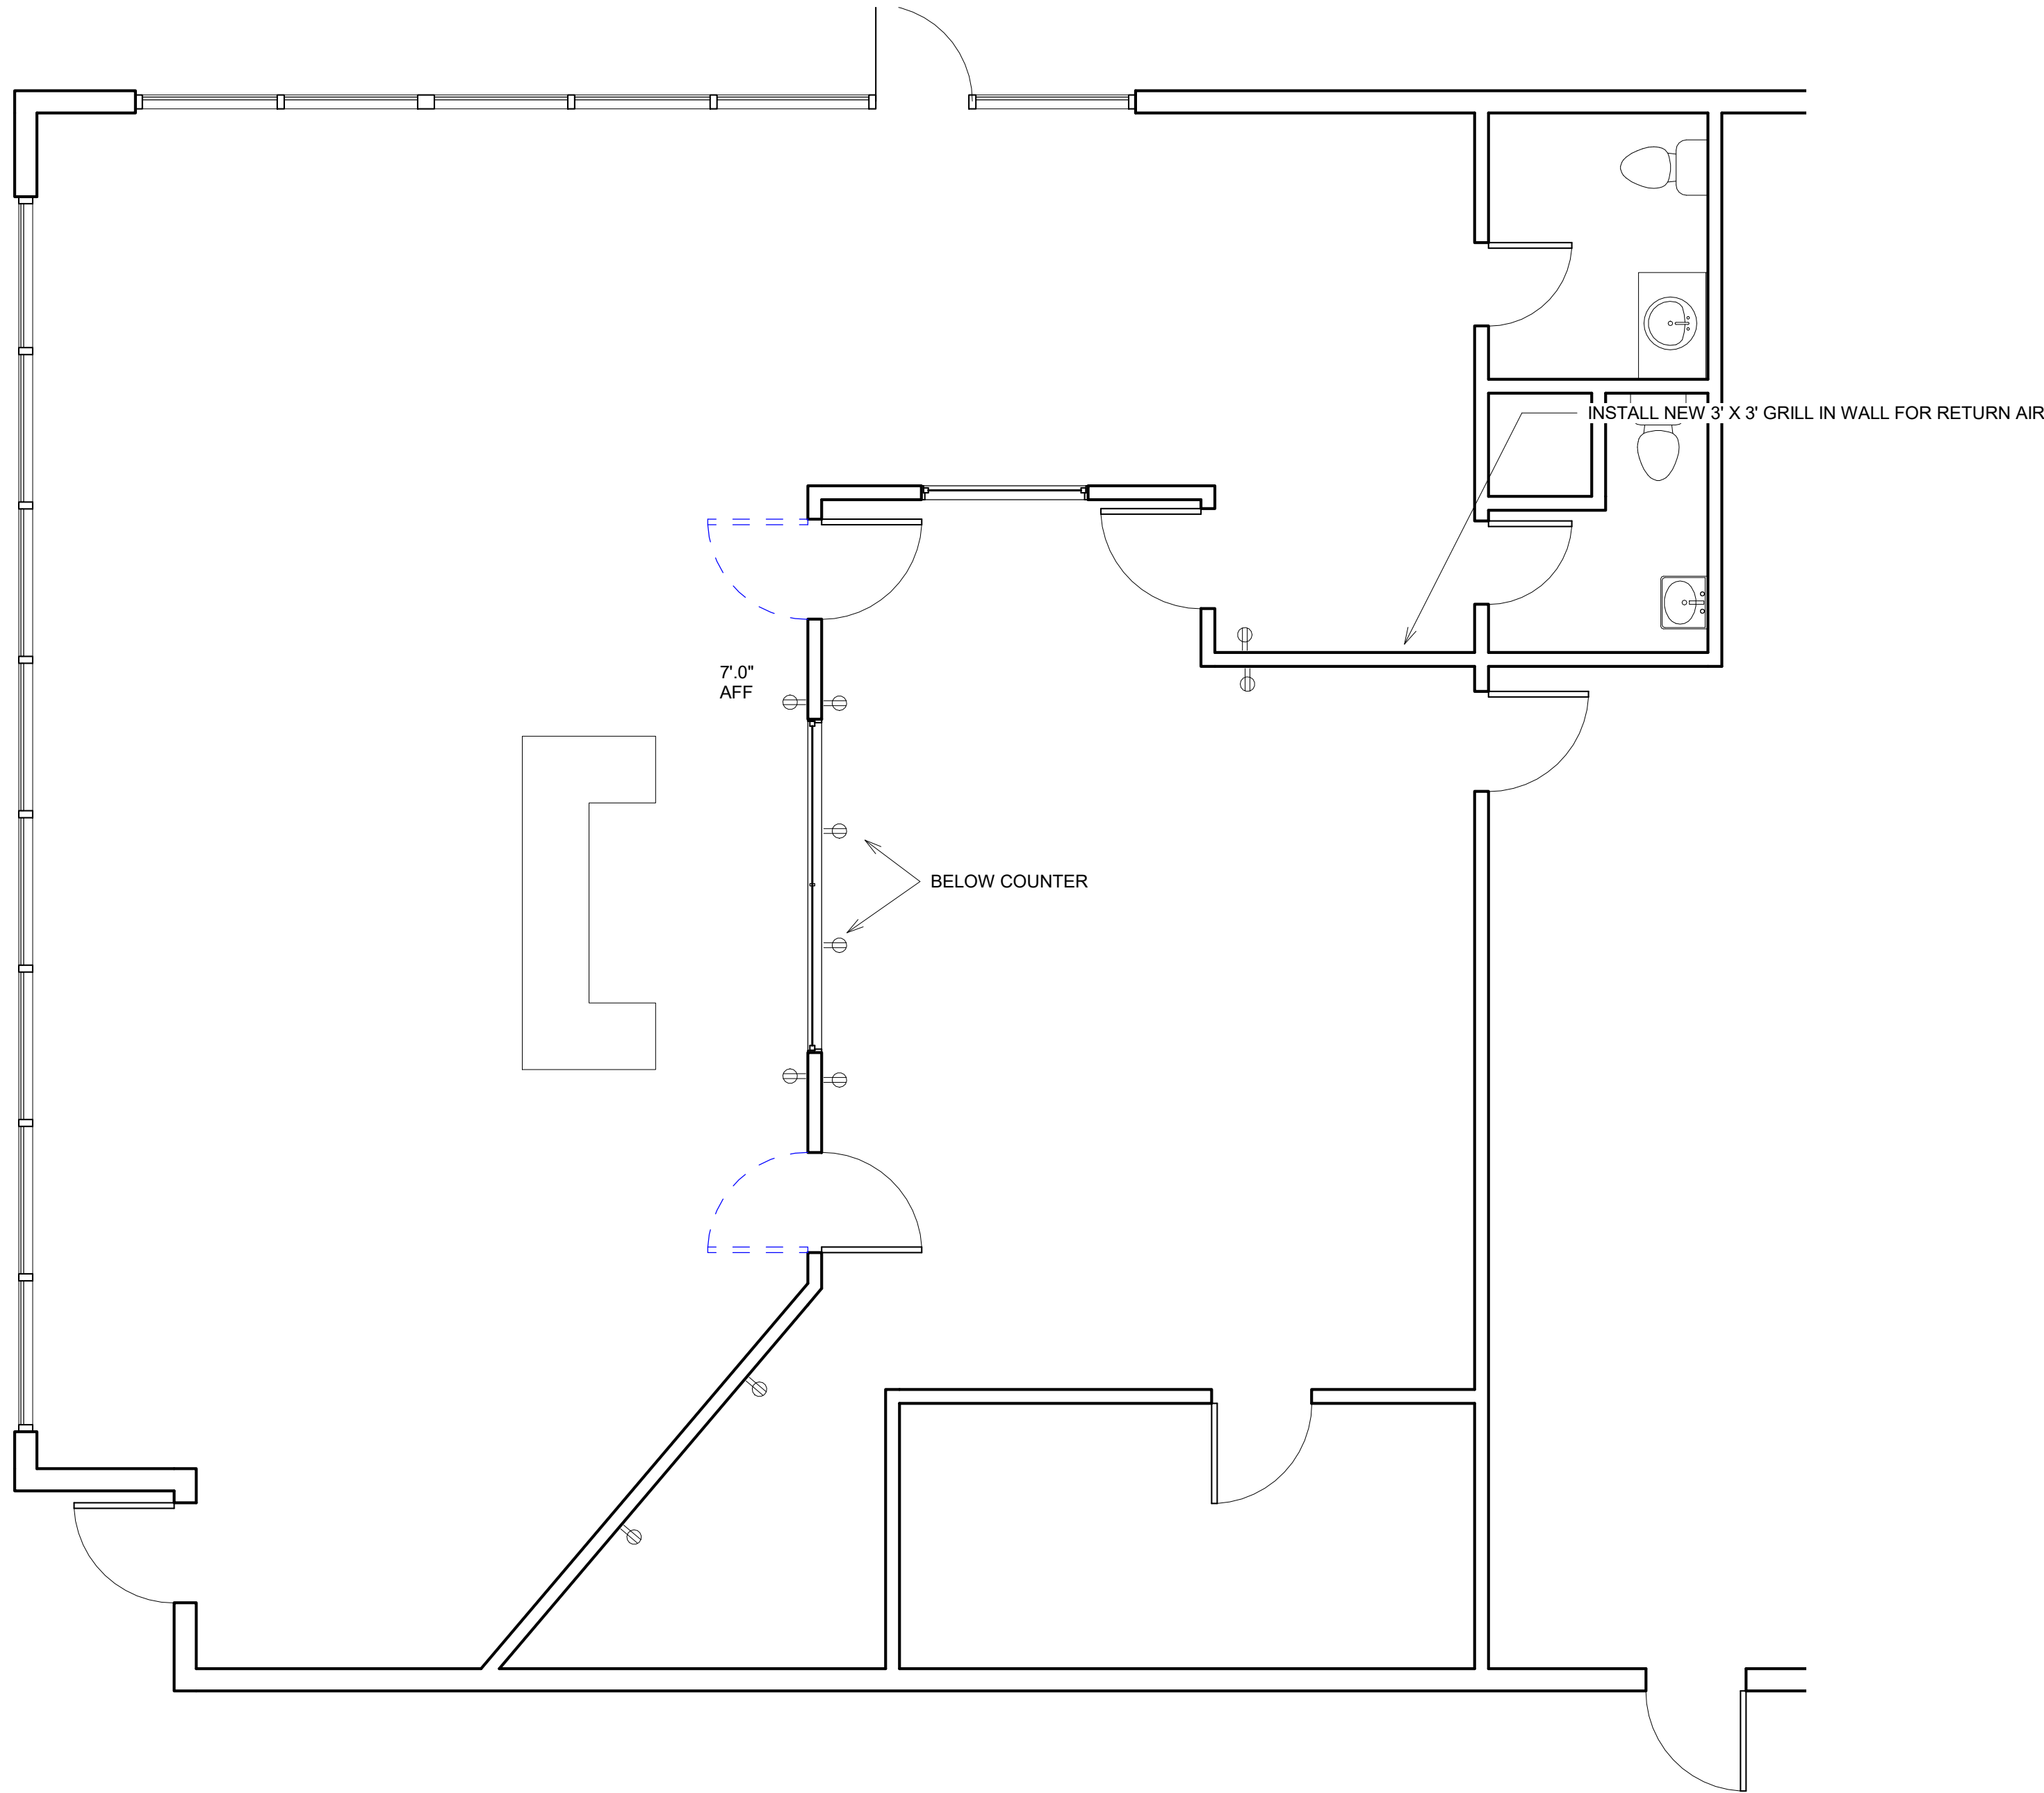 INSTALL NEW 3' X 3' GRILL IN WALL FOR RETURN AIR
7'.0"
AFF
BELOW COUNTER